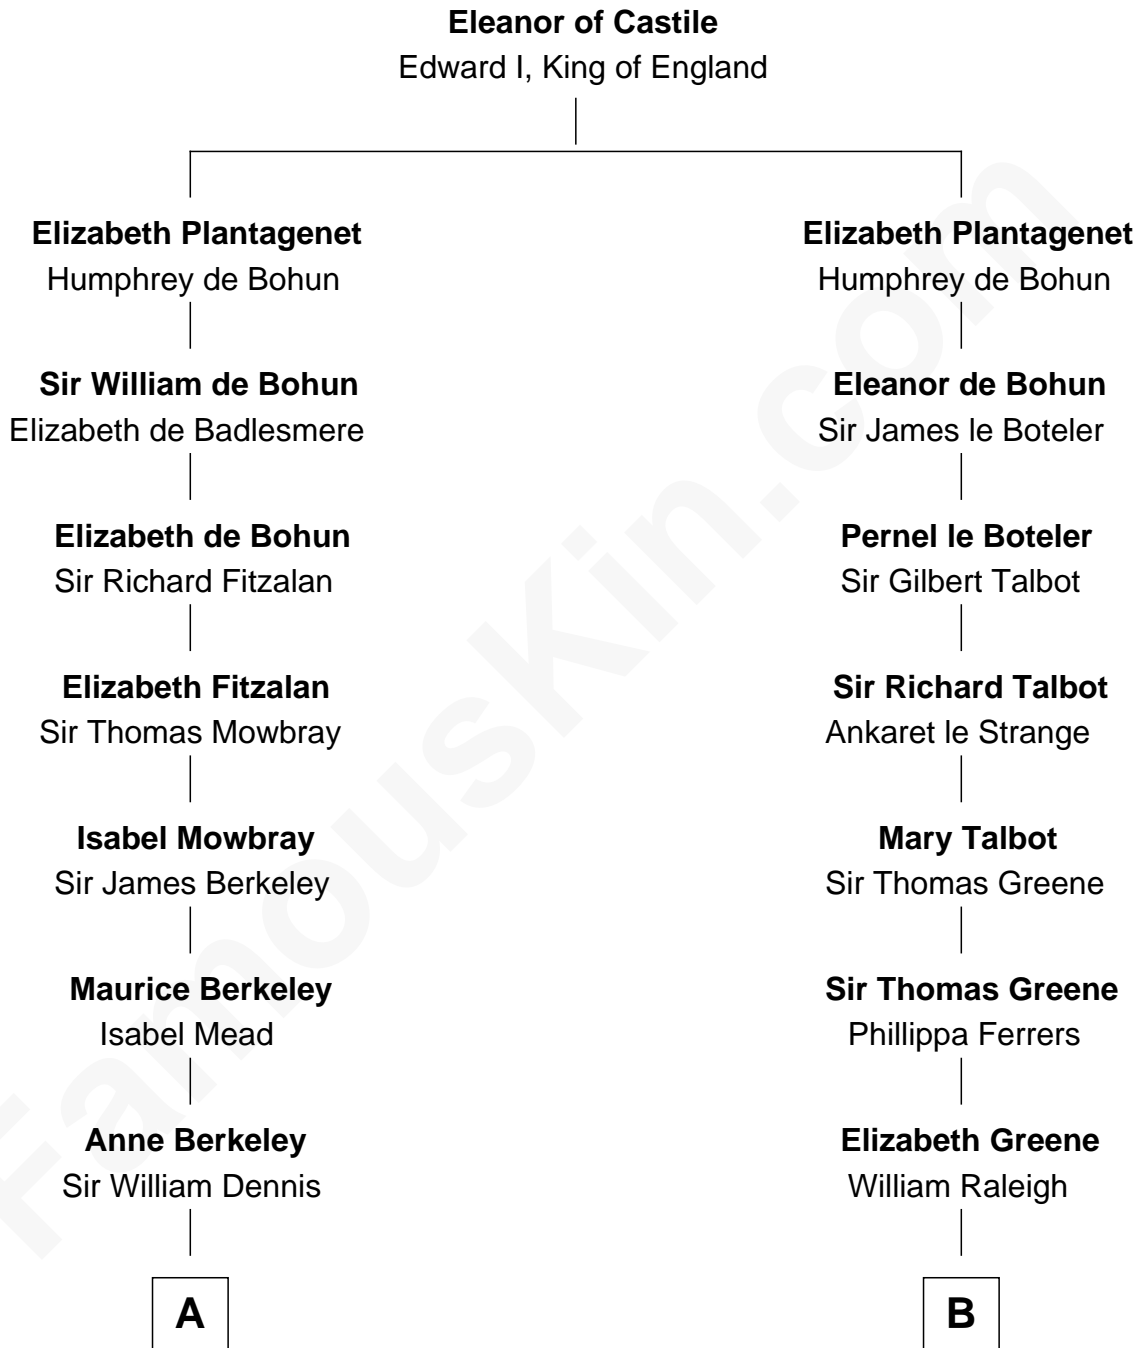 Eleanor of Castile
Edward I, King of England
Elizabeth Plantagenet
Humphrey de Bohun
Elizabeth Plantagenet
Humphrey de Bohun
Sir William de Bohun
Elizabeth de Badlesmere
Eleanor de Bohun
Sir James le Boteler
Elizabeth de Bohun
Sir Richard Fitzalan
Pernel le Boteler
Sir Gilbert Talbot
Elizabeth Fitzalan
Sir Thomas Mowbray
Sir Richard Talbot
Ankaret le Strange
Isabel Mowbray
Sir James Berkeley
Mary Talbot
Sir Thomas Greene
Maurice Berkeley
Isabel Mead
Sir Thomas Greene
Phillippa Ferrers
Anne Berkeley
Sir William Dennis
Elizabeth Greene
William Raleigh
A
B
FamousKin.com